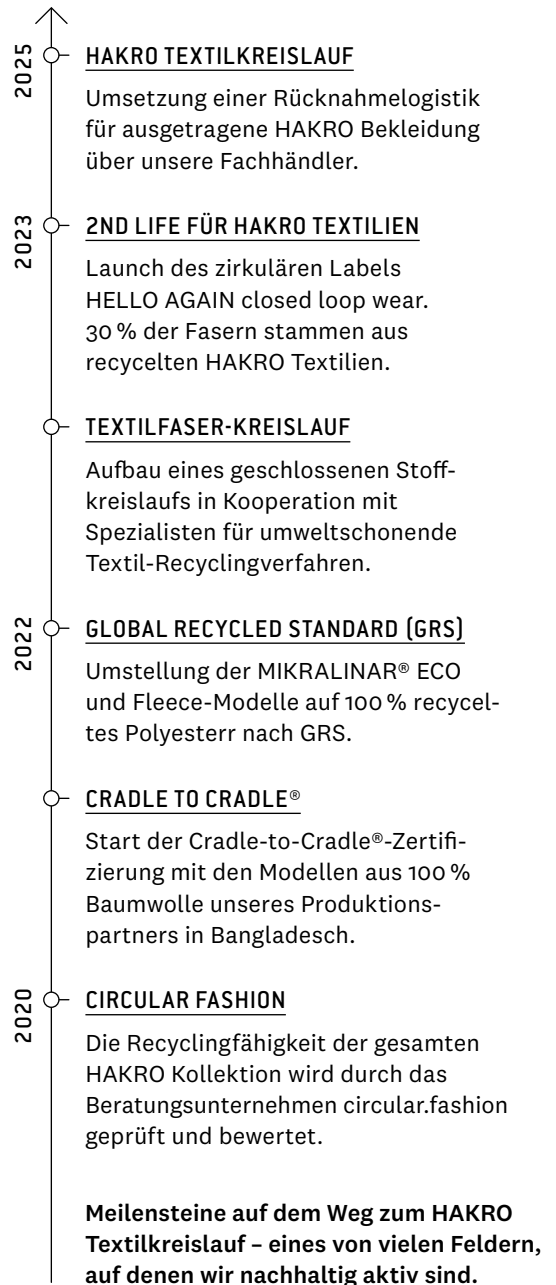 2025
HAKRO TEXTILKREISLAUF
Umsetzung einer Rücknahmelogistik
für ausgetragene HAKRO Bekleidung
über unsere Fachhändler.
2023
2ND LIFE FÜR HAKRO TEXTILIEN
Launch des zirkulären Labels
HELLO AGAIN closed loop wear.
30 % der Fasern stammen aus
recycelten HAKRO Textilien.
TEXTILFASER-KREISLAUF
Aufbau eines geschlossenen Stoff-
kreislaufs in Kooperation mit
Spezialisten für umweltschonende
Textil-Recyclingverfahren.
2022
GLOBAL RECYCLED STANDARD (GRS)
Umstellung der MIKRALINAR® ECO
und Fleece-Modelle auf 100 % recycel-
tes Polyesterr nach GRS.
CRADLE TO CRADLE®
Start der Cradle-to-Cradle®-Zertifi-
zierung mit den Modellen aus 100 %
Baumwolle unseres Produktions-
partners in Bangladesch.
2020
CIRCULAR FASHION
Die Recyclingfähigkeit der gesamten
HAKRO Kollektion wird durch das
Beratungsunternehmen circular.fashion
geprüft und bewertet.
Meilensteine auf dem Weg zum HAKRO
Textilkreislauf – eines von vielen Feldern,
auf denen wir nachhaltig aktiv sind.